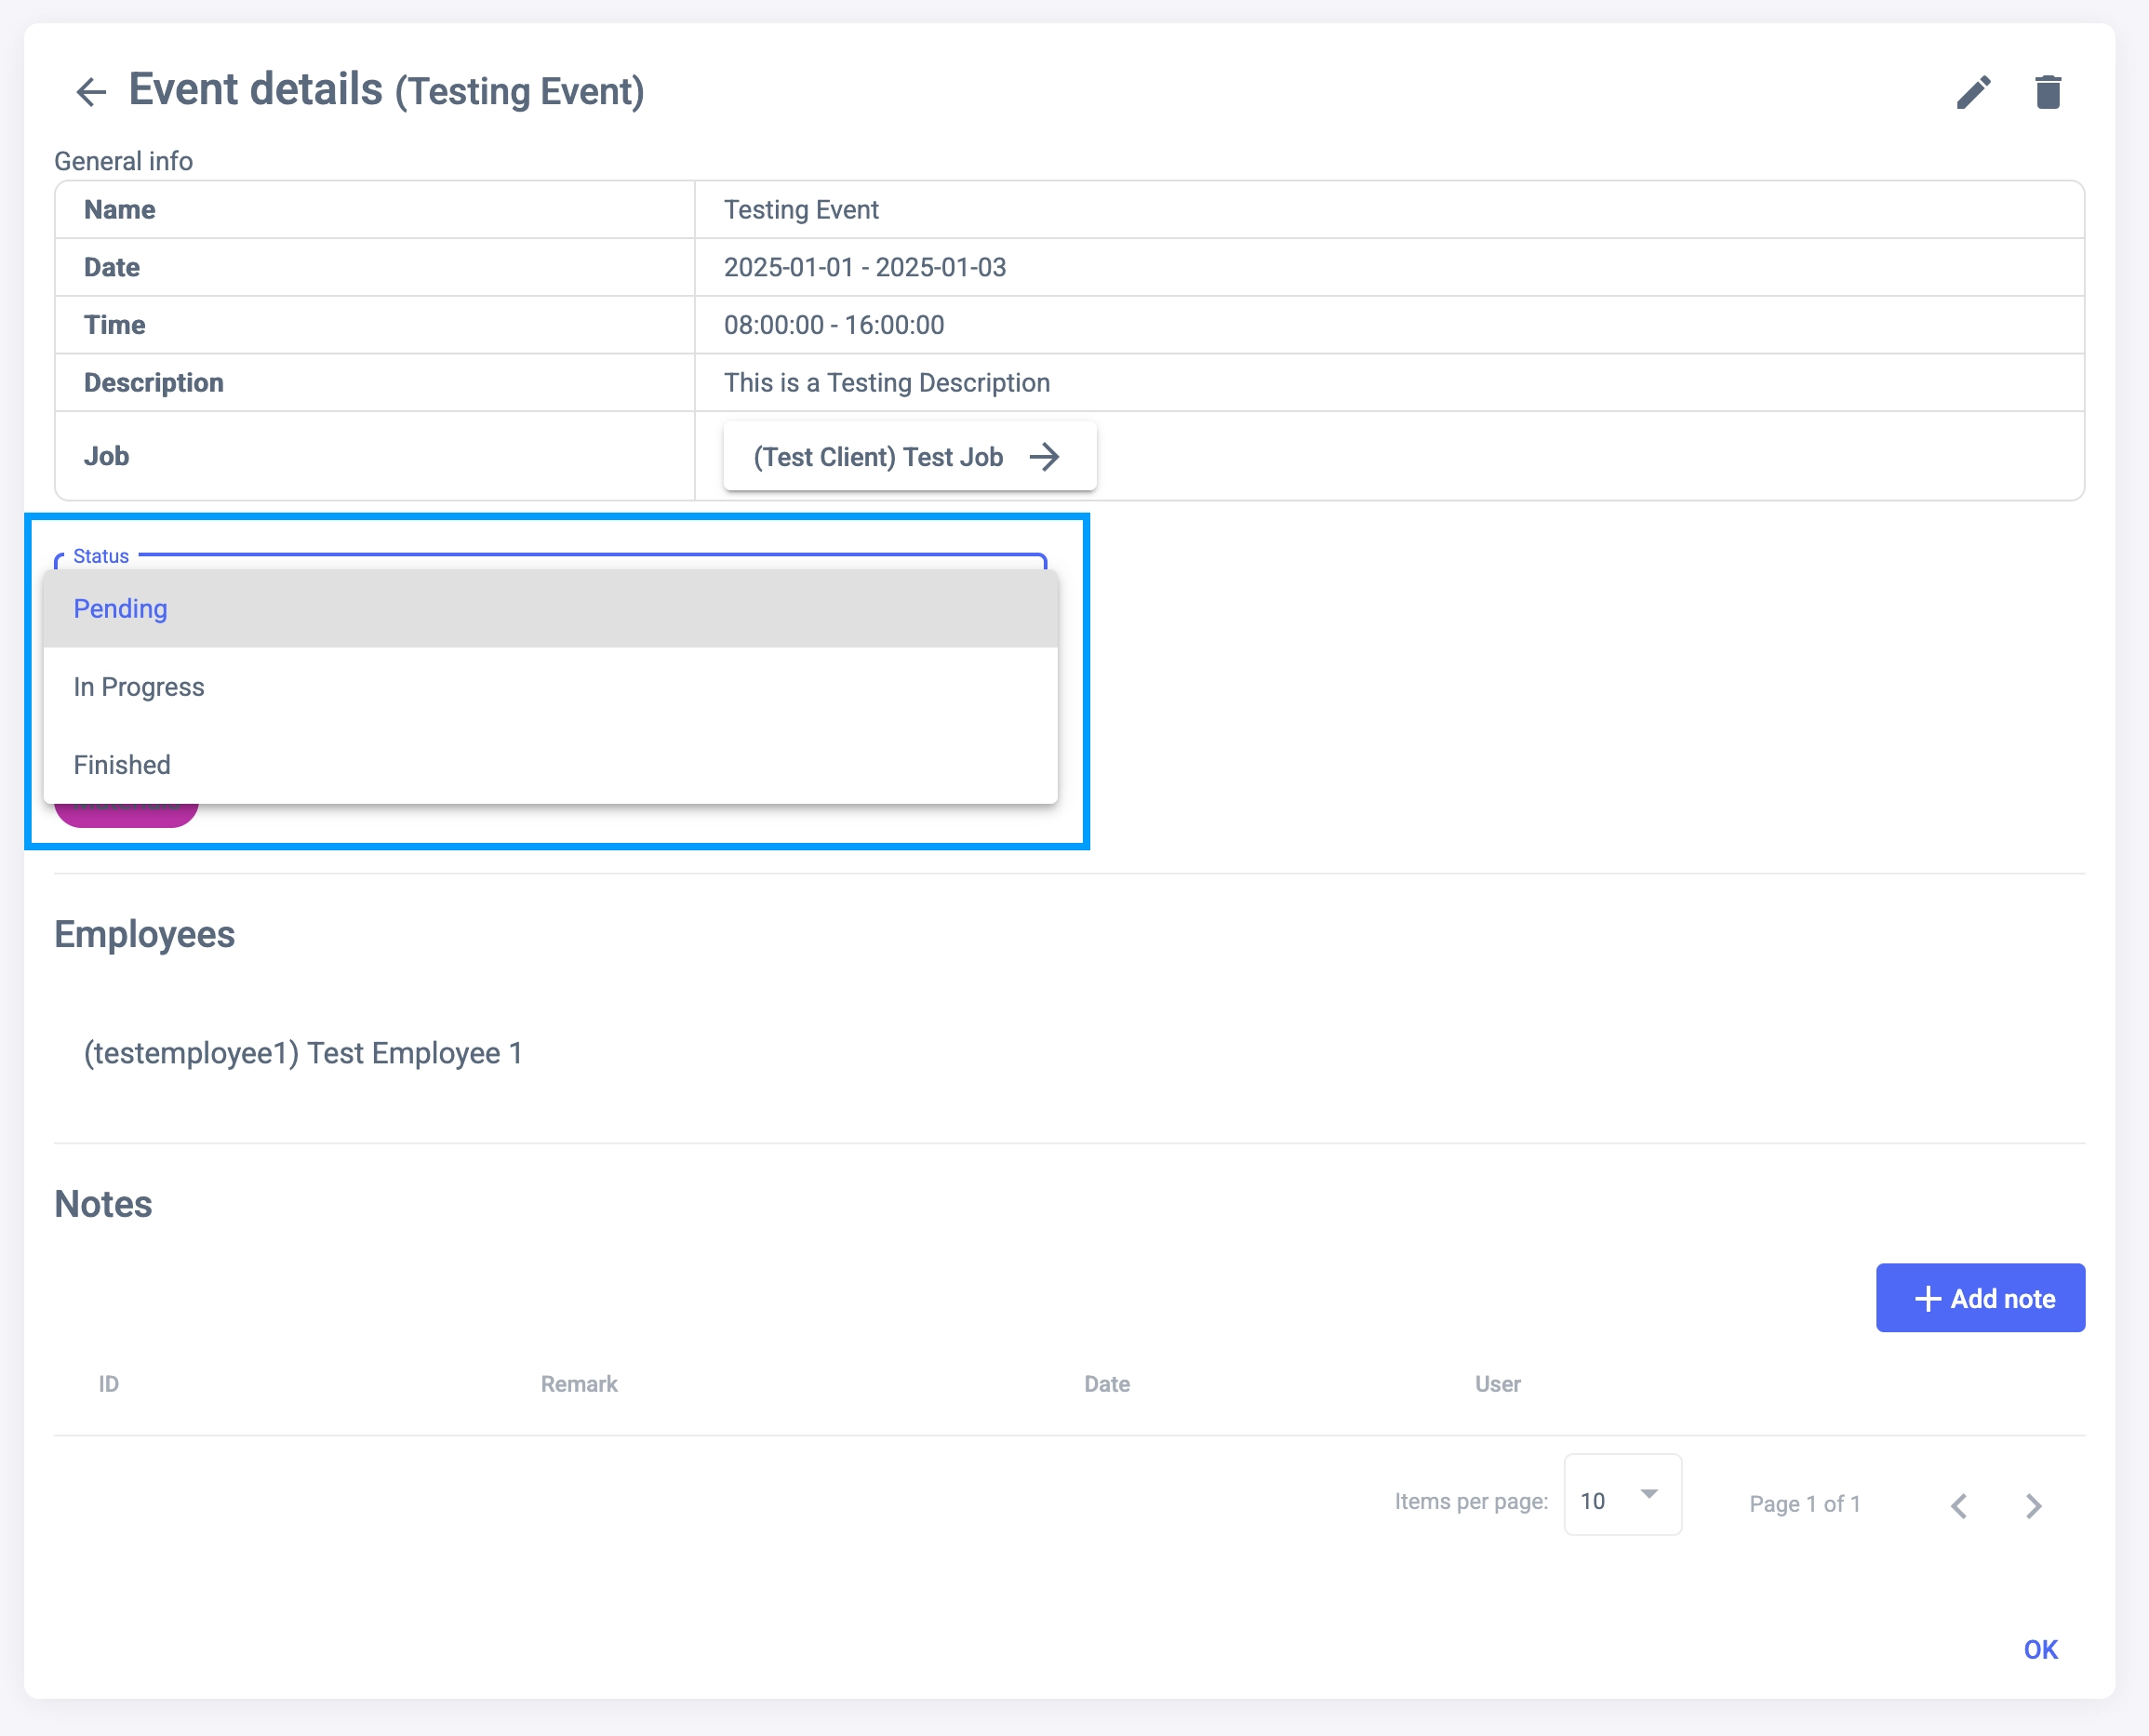 Event details (Testing Event)
General info
Name
Testing Event
Date
2025-01-01 - 2025-01-03
Time
08:00:00 - 16:00:00
Description
This is a Testing Description
Job
(Test Client) Test Job
Status
Pending
In Progress
Finished
Employees
(testemployee1) Test Employee 1
Notes
Add note
ID Remark Date User
Items per page: 10 Page 1 of 1
OK